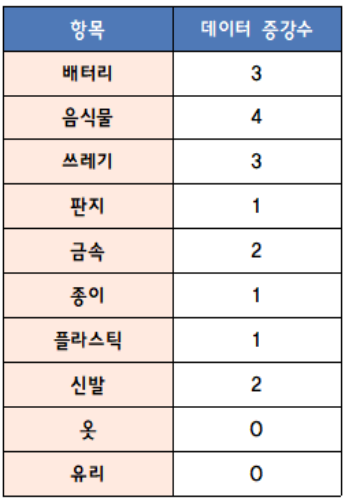 항목 데이터 증강수
배터리 3
음식물 4
쓰레기 3
판지 1
금속 2
종이 1
플라스틱 1
신발 2
옷 0
유리 0